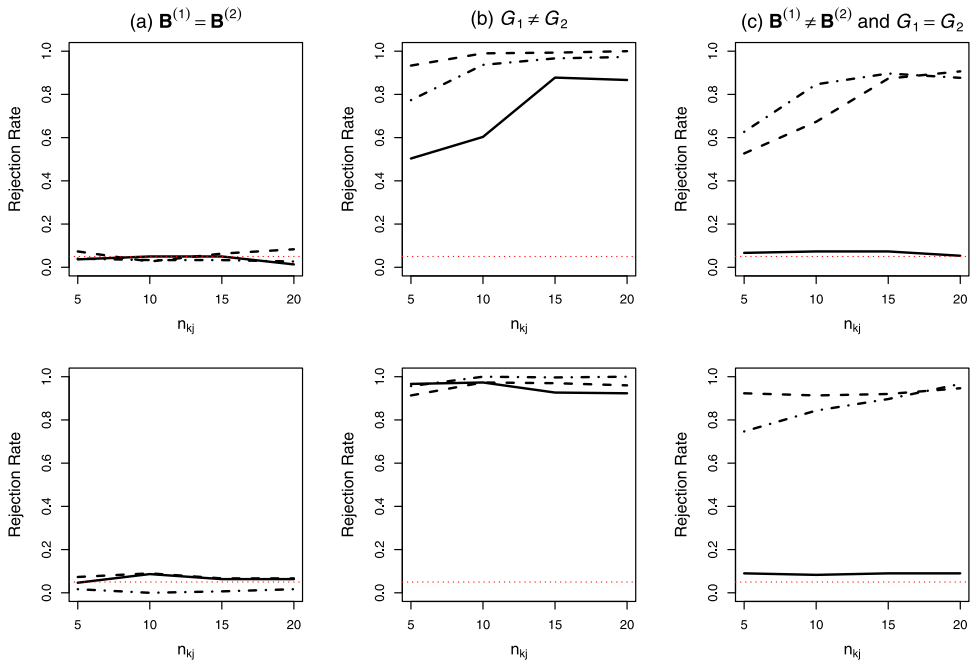 (a) B⁽¹⁾ = B⁽²⁾
(b) G₁ ≠ G₂
(c) B⁽¹⁾ ≠ B⁽²⁾ and G₁ = G₂
Rejection Rate
0.0 0.2 0.4 0.6 0.8 1.0
5 10 15 20
n_kj
Rejection Rate
0.0 0.2 0.4 0.6 0.8 1.0
5 10 15 20
n_kj
Rejection Rate
0.0 0.2 0.4 0.6 0.8 1.0
5 10 15 20
n_kj
Rejection Rate
0.0 0.2 0.4 0.6 0.8 1.0
5 10 15 20
n_kj
Rejection Rate
0.0 0.2 0.4 0.6 0.8 1.0
5 10 15 20
n_kj
Rejection Rate
0.0 0.2 0.4 0.6 0.8 1.0
5 10 15 20
n_kj